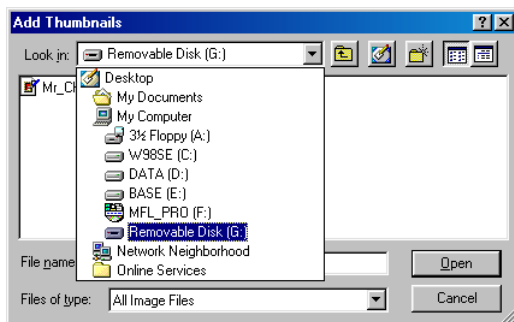 Add Thumbnails
Look in: Removable Disk (G:)
Desktop
My Documents
My Computer
3½ Floppy (A:)
W98SE (C:)
DATA (D:)
BASE (E:)
MFL_PRO (F:)
Removable Disk (G:
Network Neighborhood
Online Services
File name
Open
Files of type: All Image Files
Cancel